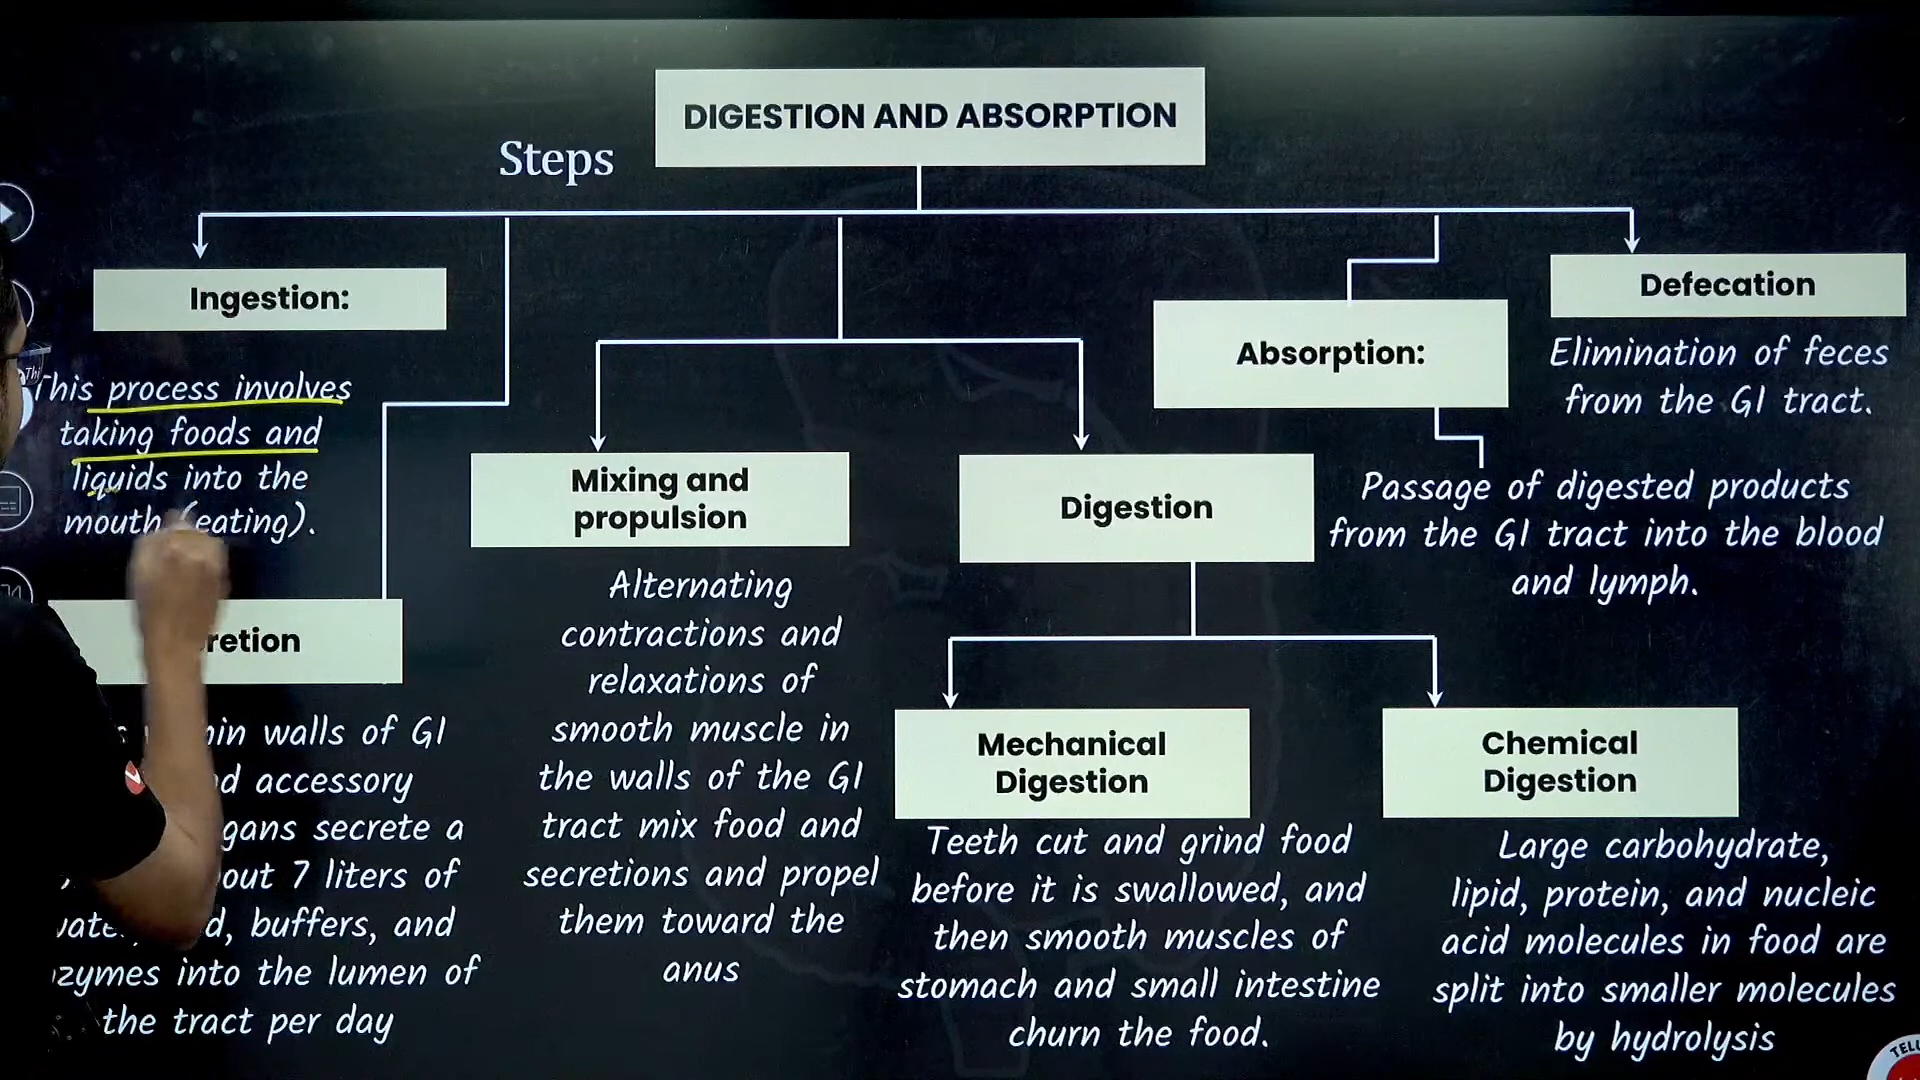 DIGESTION AND ABSORPTION
Steps
Ingestion:
This process involves
taking foods and
liquids into the
mouth (eating).
retion
walls of GI
accessory
secrete a
7 liters of
buffers, and
into the lumen of
the tract per day
Mixing and
propulsion
Alternating
contractions and
relaxations of
smooth muscle in
the walls of the GI
tract mix food and
secretions and propel
them toward the
anus
Digestion
Mechanical
Digestion
Teeth cut and grind food
before it is swallowed, and
then smooth muscles of
stomach and small intestine
churn the food.
Chemical
Digestion
Large carbohydrate,
lipid, protein, and nucleic
acid molecules in food are
split into smaller molecules
by hydrolysis
Absorption:
Passage of digested products
from the GI tract into the blood
and lymph.
Defecation
Elimination of feces
from the GI tract.